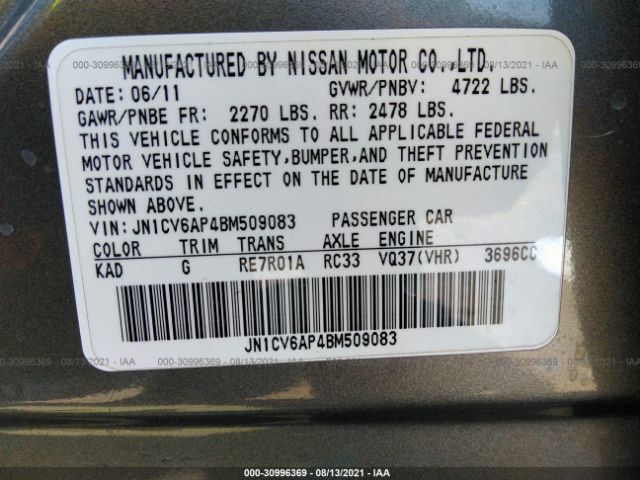 MANUFACTURED BY NISSAN MOTOR CO.,LTD.
DATE: 06/11 GVWR/PNBV: 4722 LBS.
GAWR/PNBE FR: 2270 LBS. RR: 2478 LBS.
THIS VEHICLE CONFORMS TO ALL APPLICABLE FEDERAL
MOTOR VEHICLE SAFETY,BUMPER,AND THEFT PREVENTION
STANDARDS IN EFFECT ON THE DATE OF MANUFACTURE
SHOWN ABOVE.
VIN: JN1CV6AP4BM509083 PASSENGER CAR
COLOR TRIM TRANS AXLE ENGINE
KAD G RE7R01A RC33 VQ37(VHR) 3696CC
JN1CV6AP4BM509083
000-30996369 - 08/13/2021 - IAA